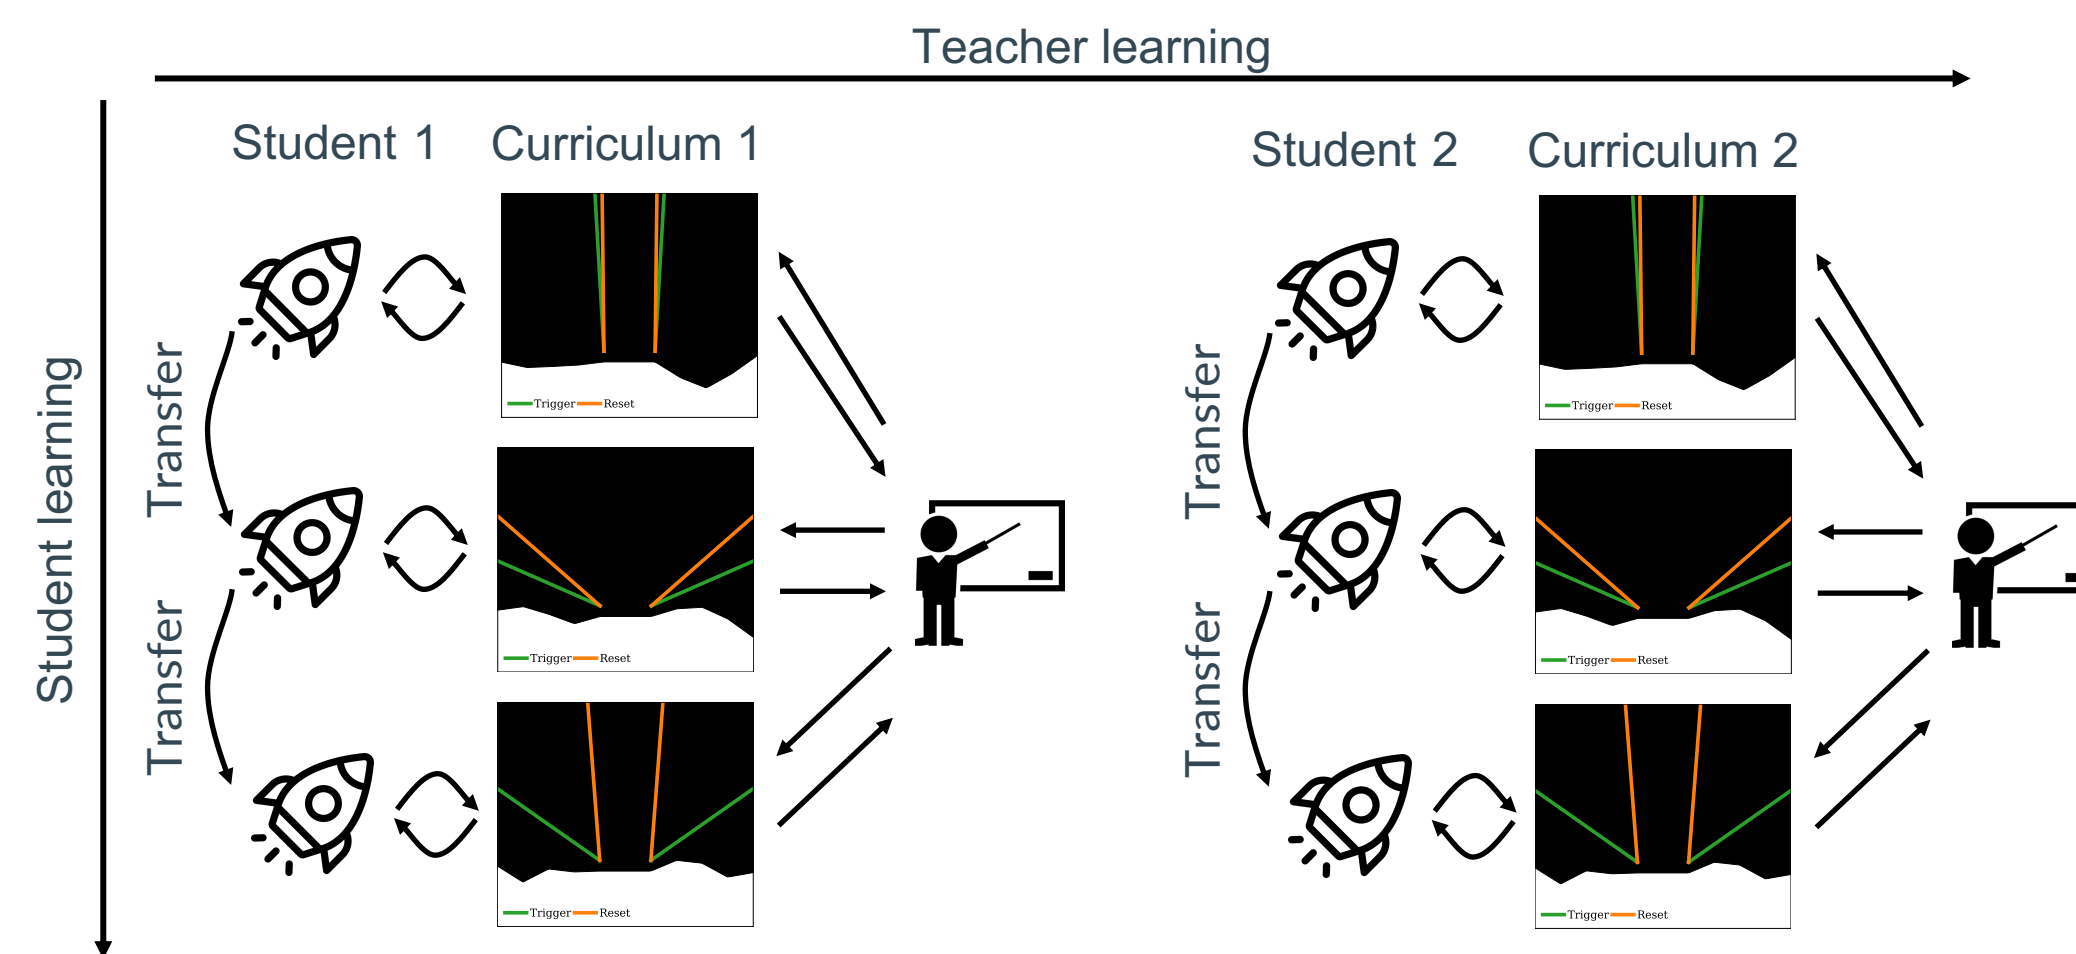 Teacher learning
Student learning
Student 1
Curriculum 1
Transfer
Transfer
Trigger Reset
Trigger Reset
Trigger Reset
Student 2
Curriculum 2
Transfer
Transfer
Trigger Reset
Trigger Reset
Trigger Reset